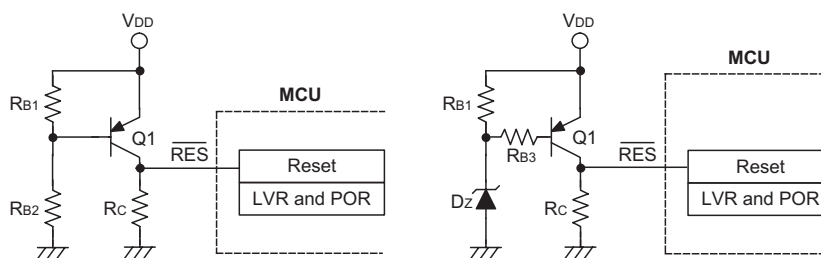 VDD
RB1
MCU
Q1
RES
Reset
RB2
RC
LVR and POR
VDD
MCU
RB1
Q1
RB3
RES
Reset
DZ
RC
LVR and POR